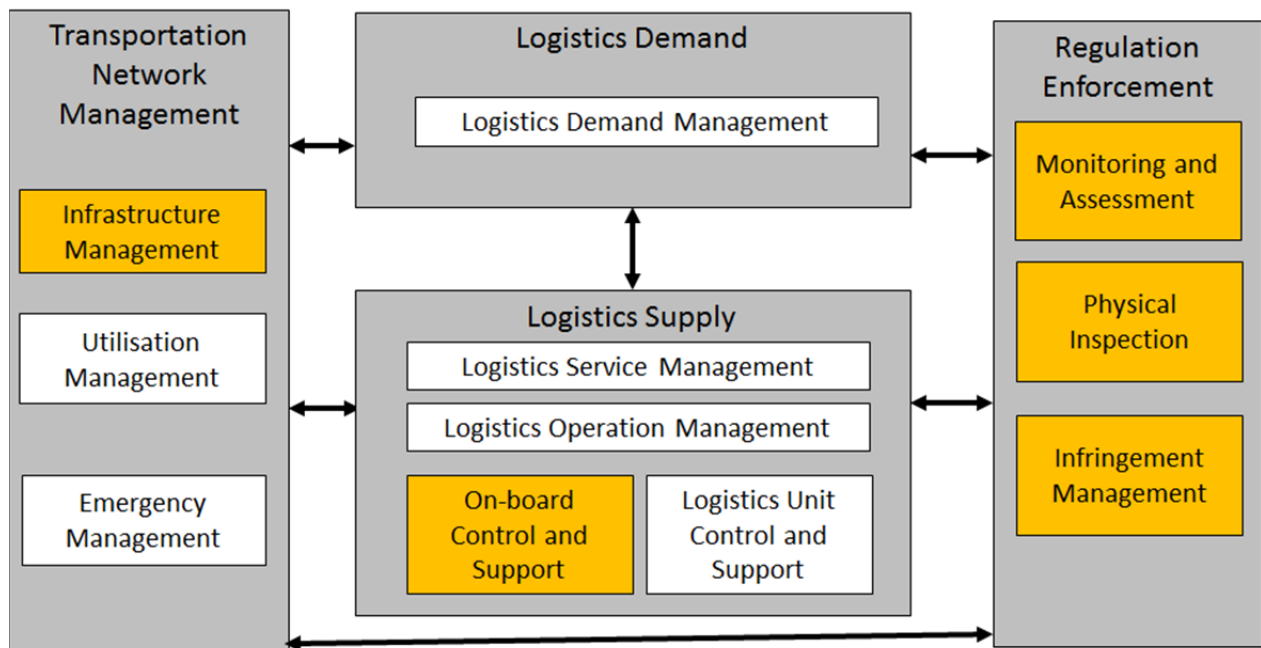 Transportation
Network
Management
Infrastructure
Management
Utilisation
Management
Emergency
Management
Logistics Demand
Logistics Demand Management
Logistics Supply
Logistics Service Management
Logistics Operation Management
On-board
Control and
Support
Logistics Unit
Control and
Support
Regulation
Enforcement
Monitoring and
Assessment
Physical
Inspection
Infringement
Management